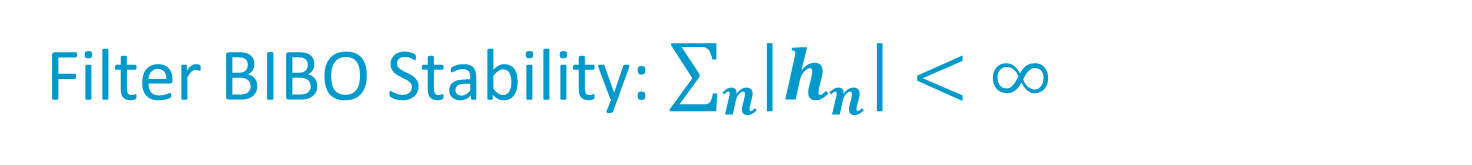 Filter BIBO Stability: ∑ₙ|hₙ| < ∞